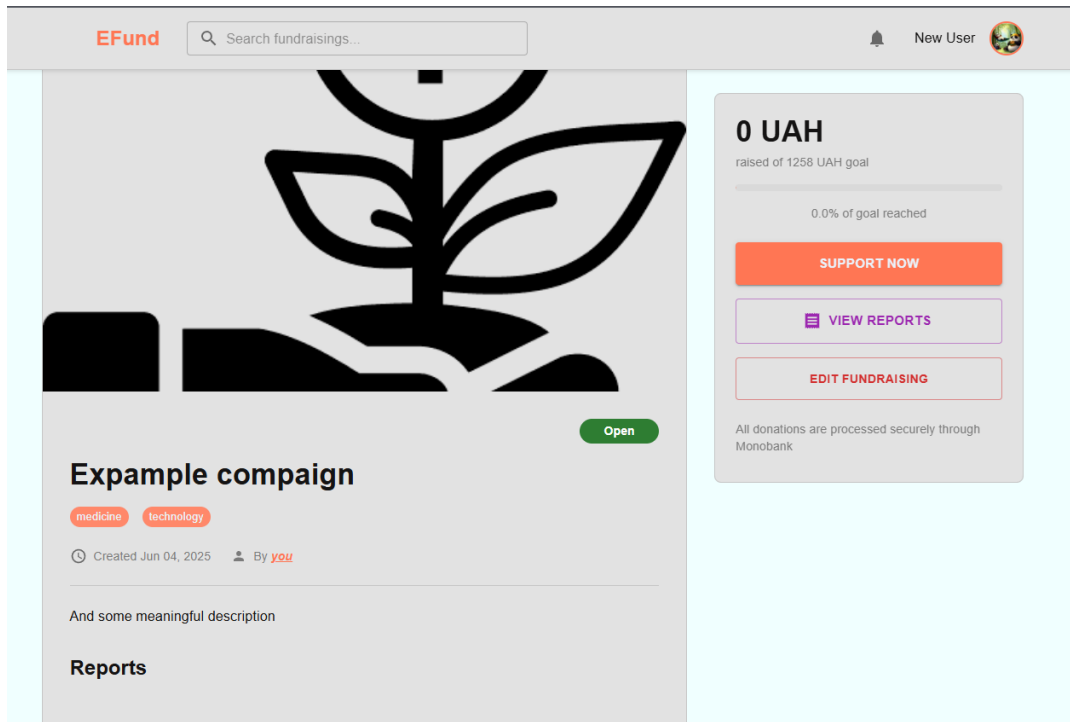 EFund
Search fundraisings...
New User
Open
Expample compaign
medicine
technology
Created Jun 04, 2025
By you
And some meaningful description
Reports
0 UAH
raised of 1258 UAH goal
0.0% of goal reached
SUPPORT NOW
VIEW REPORTS
EDIT FUNDRAISING
All donations are processed securely through
Monobank